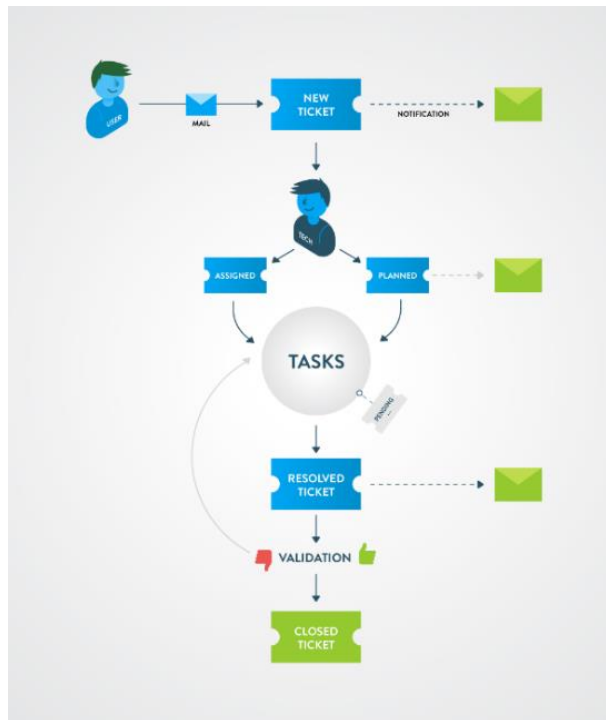 USER
MAIL
NEW
TICKET
NOTIFICATION
TECH
ASSIGNED
PLANNED
TASKS
PENDING
...
RESOLVED
TICKET
VALIDATION
CLOSED
TICKET